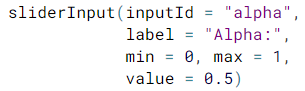 sliderInput(inputId = "alpha",
            label = "Alpha:",
            min = 0, max = 1,
            value = 0.5)